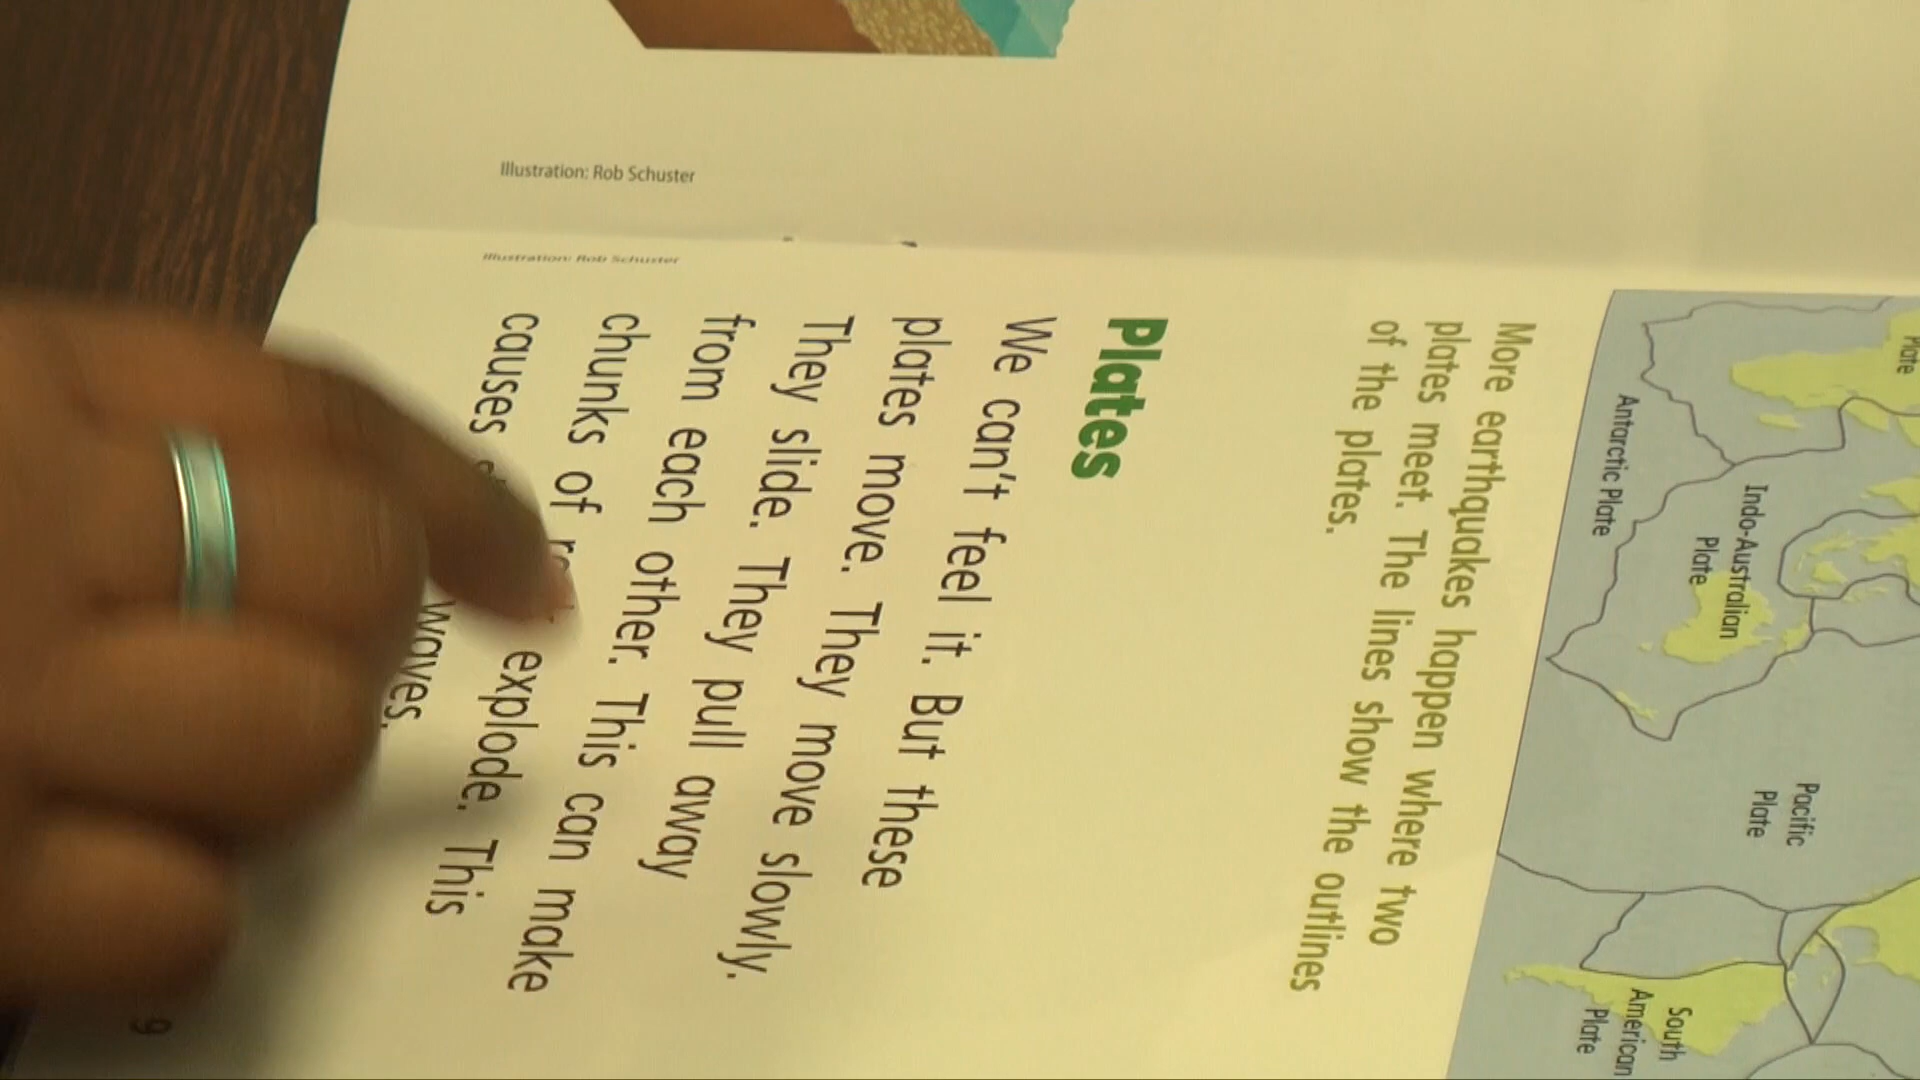 Illustration: Rob Schuster
Illustration: Rob Schuster
Plate
Antarctic Plate
Indo-Australian
Plate
Pacific
Plate
South
American
Plate
More earthquakes happen where two
plates meet. The lines show the outlines
of the plates.
Plates
We can't feel it. But these
plates move. They move slowly.
They slide. They pull away
from each other. This can make
chunks of explode. This
causes waves.
9